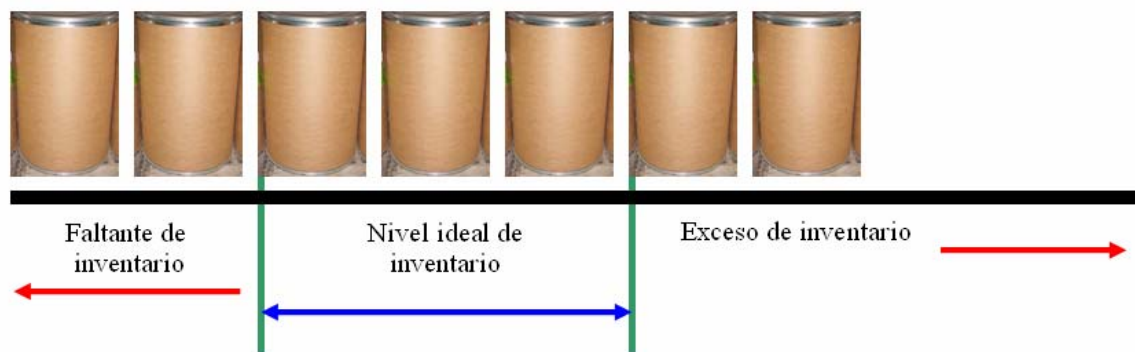 Faltante de
inventario
Nivel ideal de
inventario
Exceso de inventario